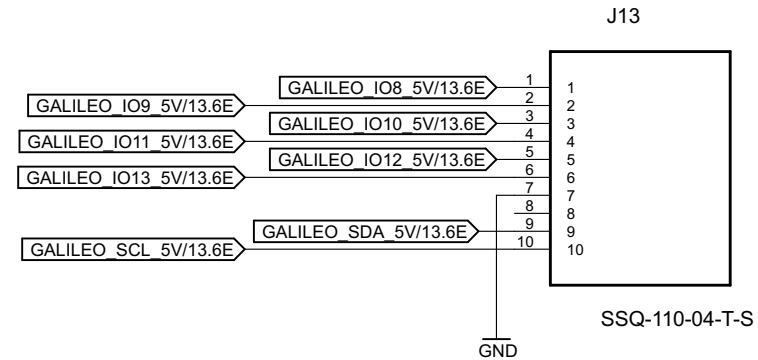 J13
GALILEO_IO8_5V/13.6E 1 1
GALILEO_IO9_5V/13.6E 2 2
GALILEO_IO10_5V/13.6E 3 3
GALILEO_IO11_5V/13.6E 4 4
GALILEO_IO12_5V/13.6E 5 5
GALILEO_IO13_5V/13.6E 6 6
7 7
8 8
GALILEO_SDA_5V/13.6E 9 9
GALILEO_SCL_5V/13.6E 10 10
SSQ-110-04-T-S
GND